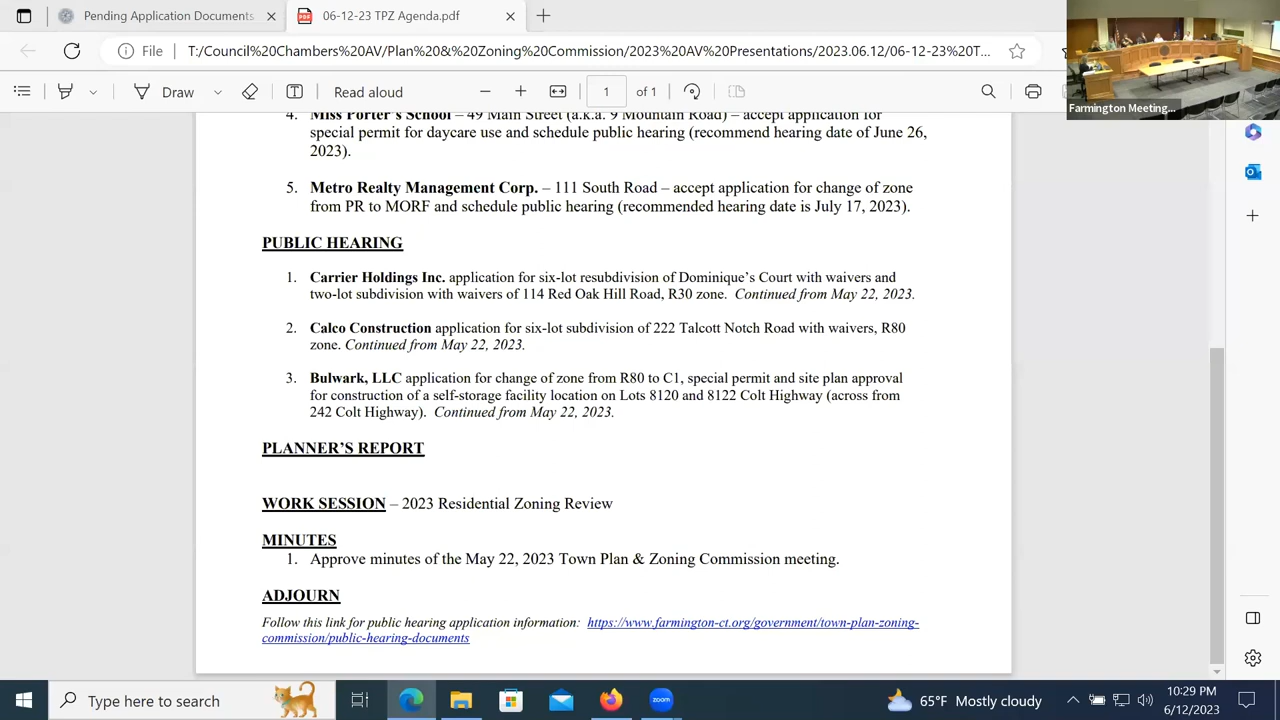 Pending Application Documents
06-12-23 TPZ Agenda.pdf
File
T:/Council%20Chambers%20AV/Plan%20&%20Zoning%20Commission/2023%20AV%20Presentations/2023.06.12/06-12-23%20T...
Draw
Read aloud
1 of 1
Farmington Meeting...
4. Miss Porter's School – 49 Main Street (a.k.a. 9 Mountain Road) – accept application for
special permit for daycare use and schedule public hearing (recommend hearing date of June 26,
2023).
5. Metro Realty Management Corp. – 111 South Road – accept application for change of zone
from PR to MORF and schedule public hearing (recommended hearing date is July 17, 2023).
PUBLIC HEARING
1. Carrier Holdings Inc. application for six-lot resubdivision of Dominique's Court with waivers and
two-lot subdivision with waivers of 114 Red Oak Hill Road, R30 zone. Continued from May 22, 2023.
2. Calco Construction application for six-lot subdivision of 222 Talcott Notch Road with waivers, R80
zone. Continued from May 22, 2023.
3. Bulwark, LLC application for change of zone from R80 to C1, special permit and site plan approval
for construction of a self-storage facility location on Lots 8120 and 8122 Colt Highway (across from
242 Colt Highway). Continued from May 22, 2023.
PLANNER'S REPORT
WORK SESSION – 2023 Residential Zoning Review
MINUTES
1. Approve minutes of the May 22, 2023 Town Plan & Zoning Commission meeting.
ADJOURN
Follow this link for public hearing application information: https://www.farmington-ct.org/government/town-plan-zoning-
commission/public-hearing-documents
Type here to search
zoom
65°F Mostly cloudy
10:29 PM
6/12/2023